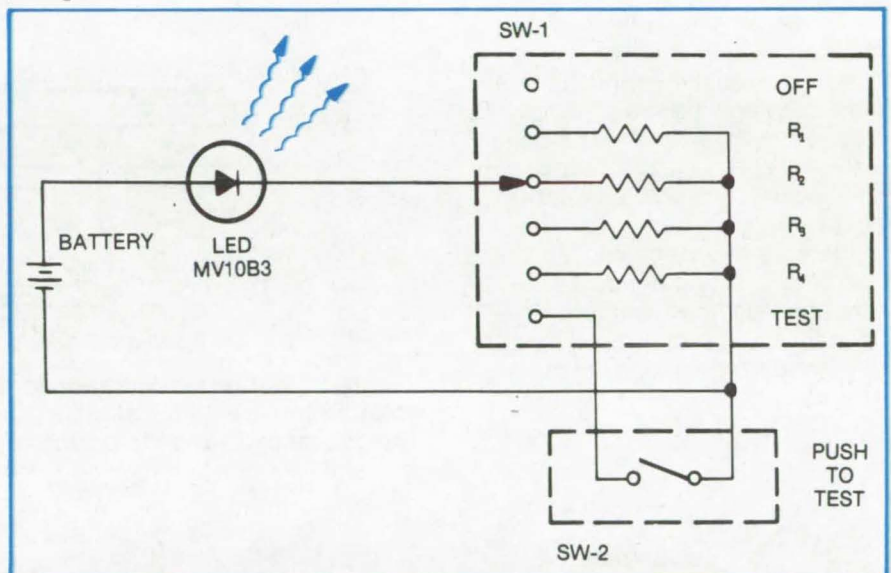 SW-1
OFF
R₁
R₂
BATTERY
LED
MV10B3
R₃
R₄
TEST
PUSH
TO
TEST
SW-2